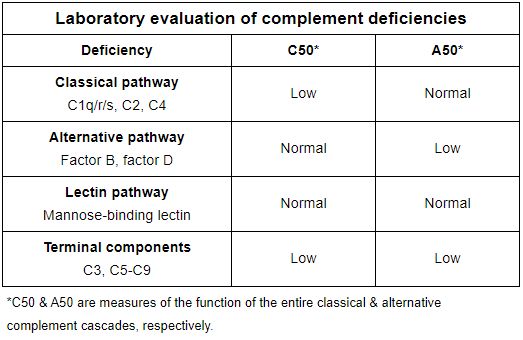 Laboratory evaluation of complement deficiencies
Deficiency C50* A50*
Classical pathway
C1q/r/s, C2, C4
Low Normal
Alternative pathway
Factor B, factor D
Normal Low
Lectin pathway
Mannose-binding lectin
Normal Normal
Terminal components
C3, C5-C9
Low Low
*C50 & A50 are measures of the function of the entire classical & alternative
complement cascades, respectively.